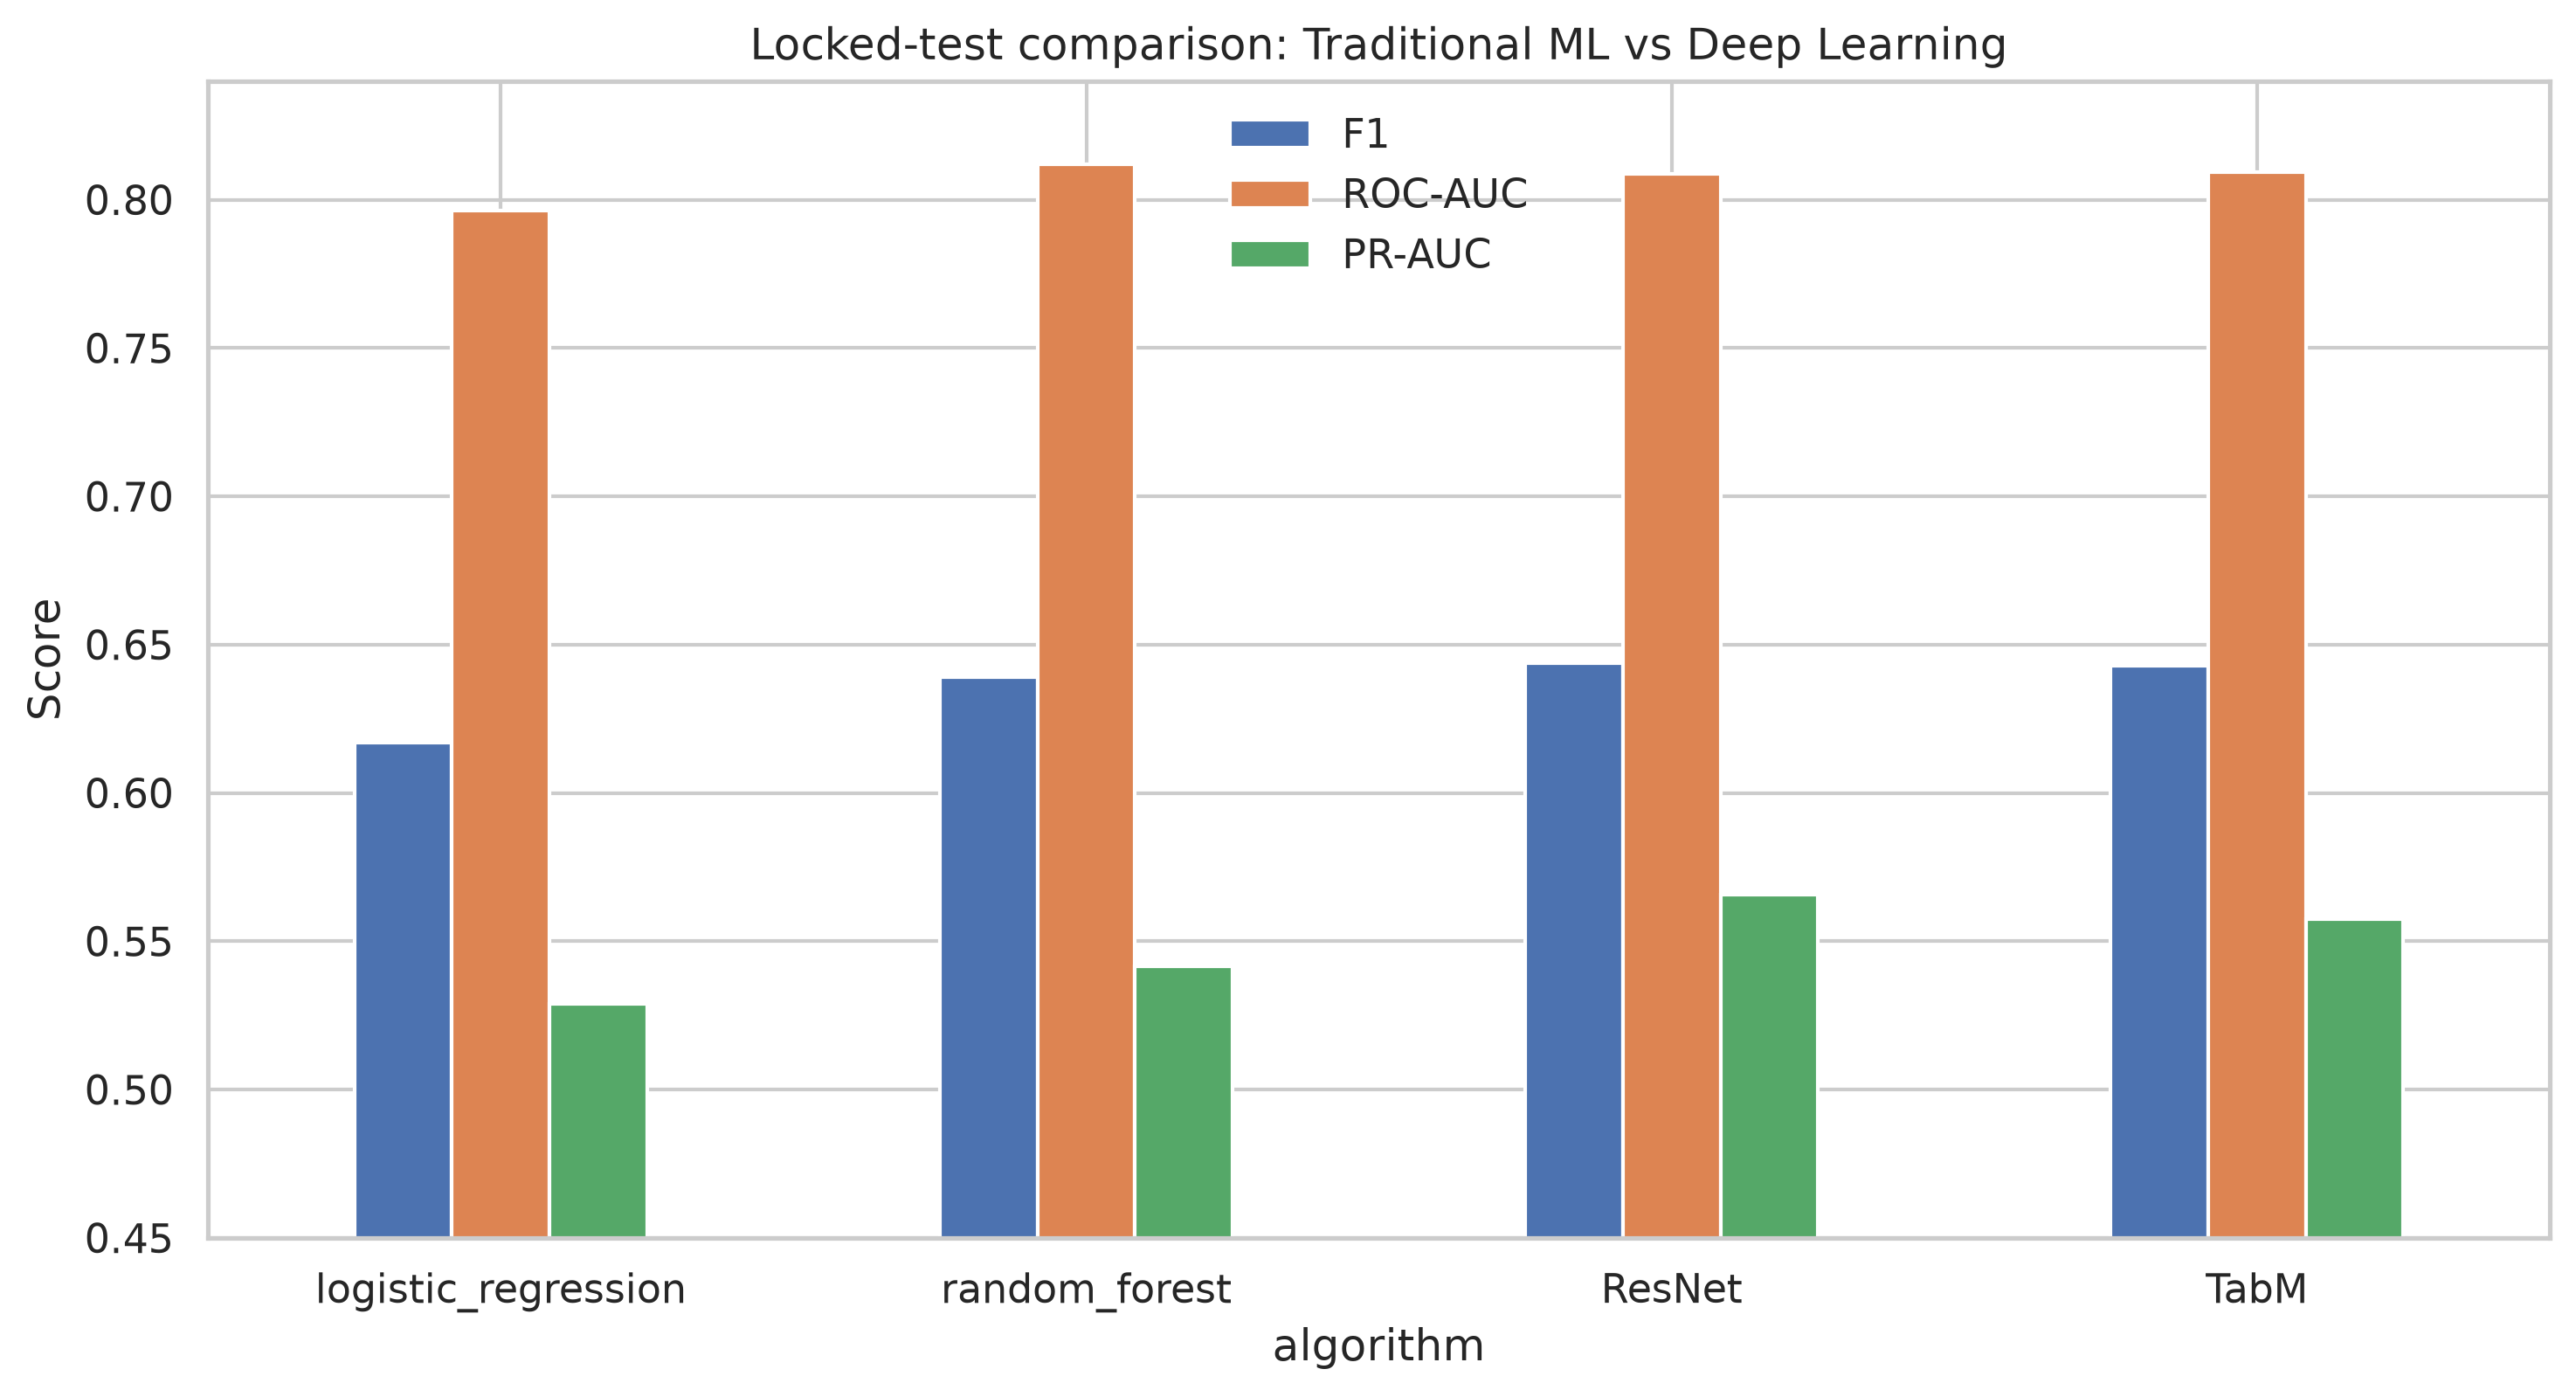 Locked-test comparison: Traditional ML vs Deep Learning
F1
ROC-AUC
PR-AUC
0.80
0.75
0.70
0.65
0.60
0.55
0.50
0.45
Score
logistic_regression
random_forest
ResNet
TabM
algorithm